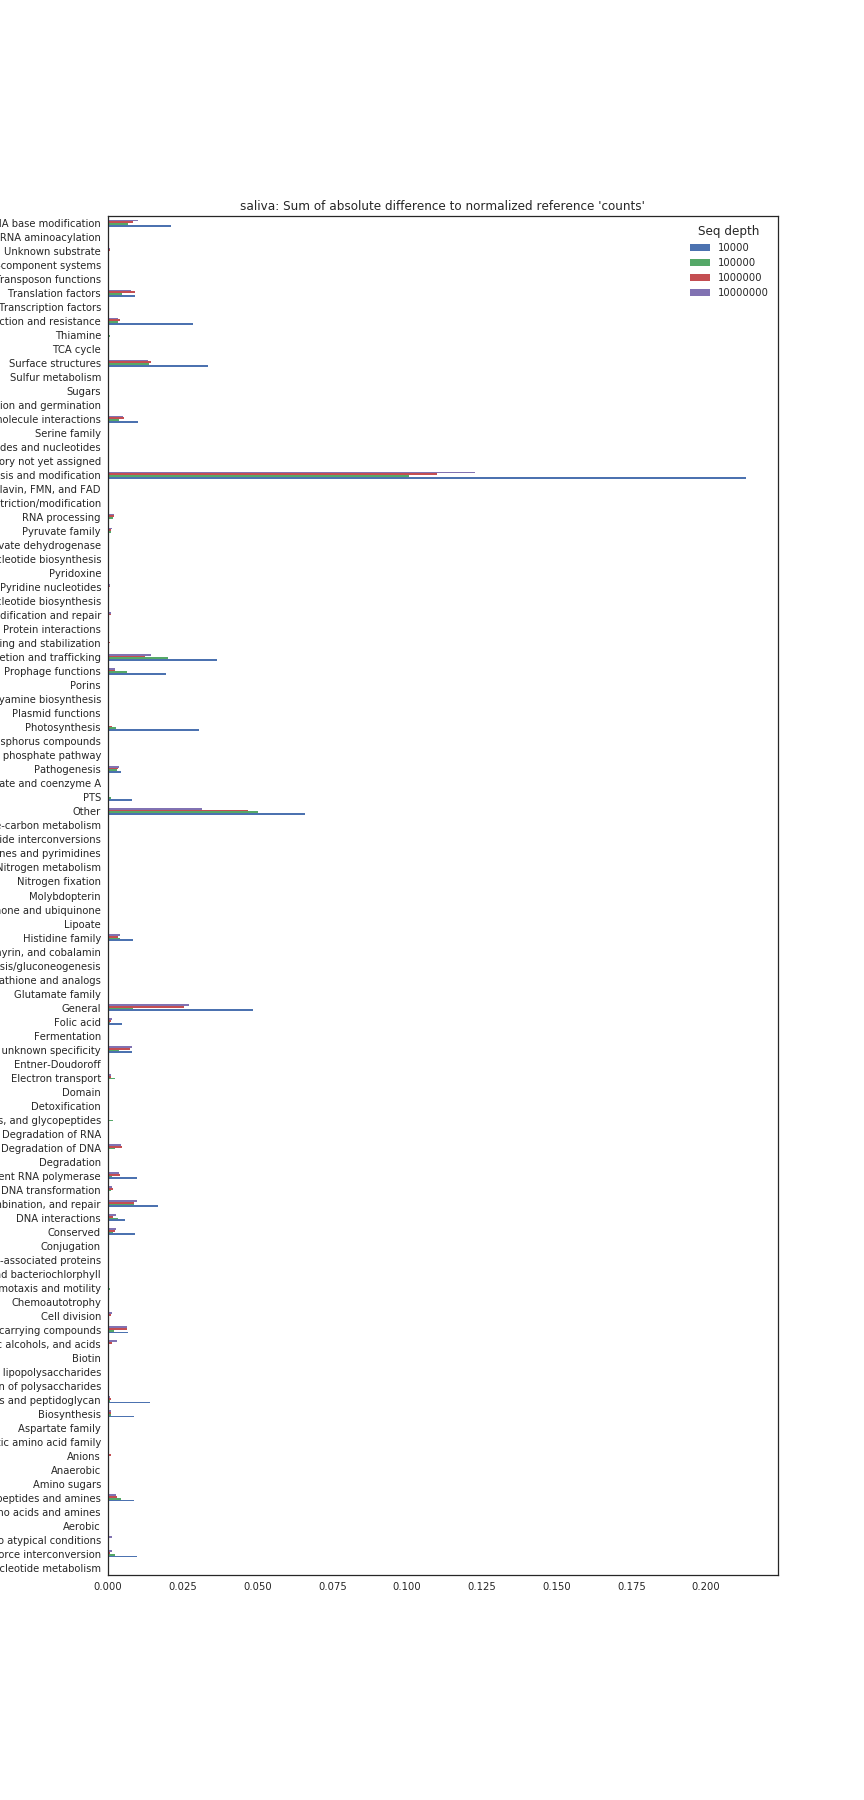 saliva: Sum of absolute difference to normalized reference 'counts'
Seq depth
10000
100000
1000000
10000000
A base modification
RNA aminoacylation
Unknown substrate
-component systems
Transposon functions
Translation factors
Transcription factors
ction and resistance
Thiamine
TCA cycle
Surface structures
Sulfur metabolism
Sugars
ion and germination
olecule interactions
Serine family
des and nucleotides
ory not yet assigned
sis and modification
lavin, FMN, and FAD
triction/modification
RNA processing
Pyruvate family
vate dehydrogenase
leotide biosynthesis
Pyridoxine
Pyridine nucleotides
leotide biosynthesis
dification and repair
Protein interactions
ing and stabilization
etion and trafficking
Prophage functions
Porins
yamine biosynthesis
Plasmid functions
Photosynthesis
sphorus compounds
phosphate pathway
Pathogenesis
ate and coenzyme A
PTS
Other
-carbon metabolism
ide interconversions
nes and pyrimidines
Nitrogen metabolism
Nitrogen fixation
Molybdopterin
one and ubiquinone
Lipoate
Histidine family
yrin, and cobalamin
sis/gluconeogenesis
athione and analogs
Glutamate family
General
Folic acid
Fermentation
unknown specificity
Entner-Doudoroff
Electron transport
Domain
Detoxification
s, and glycopeptides
Degradation of RNA
Degradation of DNA
Degradation
ent RNA polymerase
DNA transformation
bination, and repair
DNA interactions
Conserved
Conjugation
-associated proteins
d bacteriochlorphyll
motaxis and motility
Chemoautotrophy
Cell division
carrying compounds
c alcohols, and acids
Biotin
lipopolysaccharides
n of polysaccharides
s and peptidoglycan
Biosynthesis
Aspartate family
tic amino acid family
Anions
Anaerobic
Amino sugars
peptides and amines
no acids and amines
Aerobic
o atypical conditions
orce interconversion
cleotide metabolism
0.000 0.025 0.050 0.075 0.100 0.125 0.150 0.175 0.200